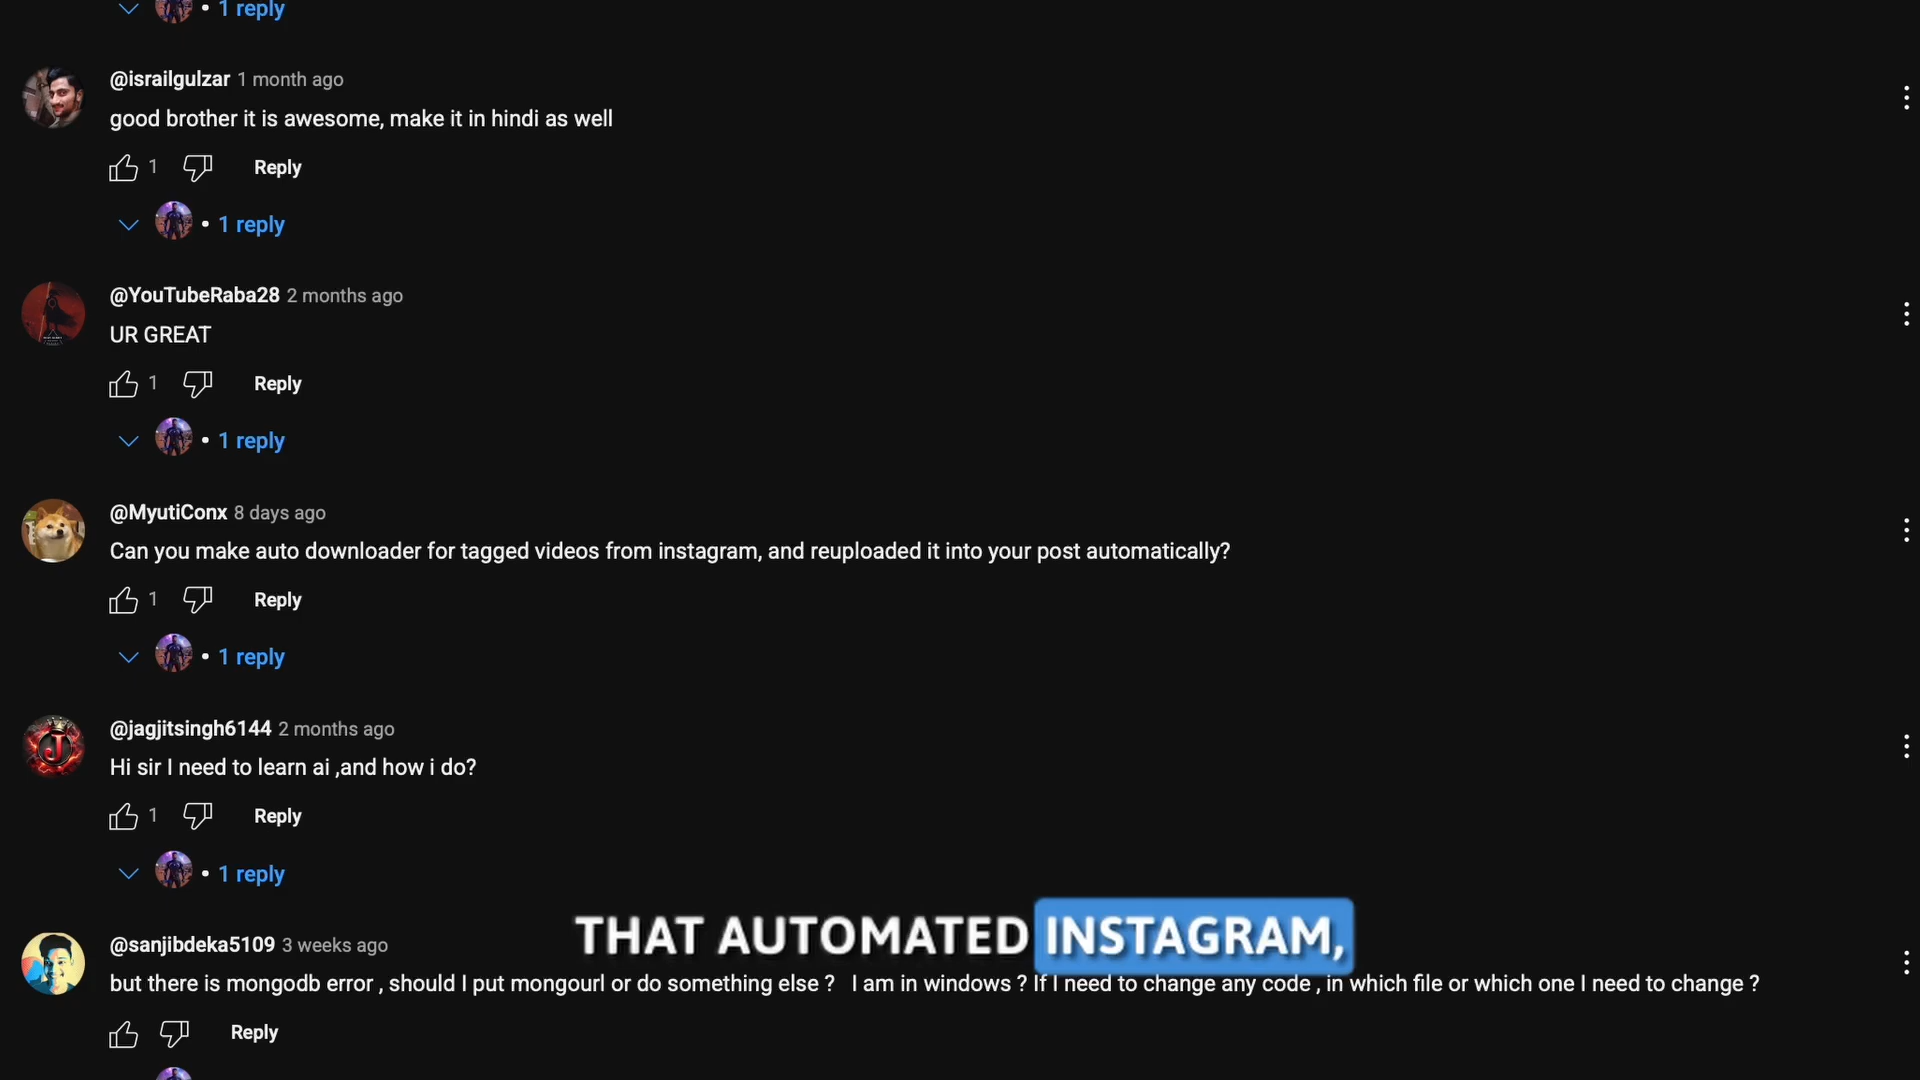 • 1 reply
@israilgulzar 1 month ago
good brother it is awesome, make it in hindi as well
1 Reply
• 1 reply
@YouTubeRaba28 2 months ago
UR GREAT
1 Reply
• 1 reply
@MyutiConx 8 days ago
Can you make auto downloader for tagged videos from instagram, and reuploaded it into your post automatically?
1 Reply
• 1 reply
@jagjitsingh6144 2 months ago
Hi sir I need to learn ai ,and how i do?
1 Reply
• 1 reply
THAT AUTOMATED INSTAGRAM,
@sanjibdeka5109 3 weeks ago
but there is mongodb error , should I put mongourl or do something else ? I am in windows ? If I need to change any code , in which file or which one I need to change ?
Reply